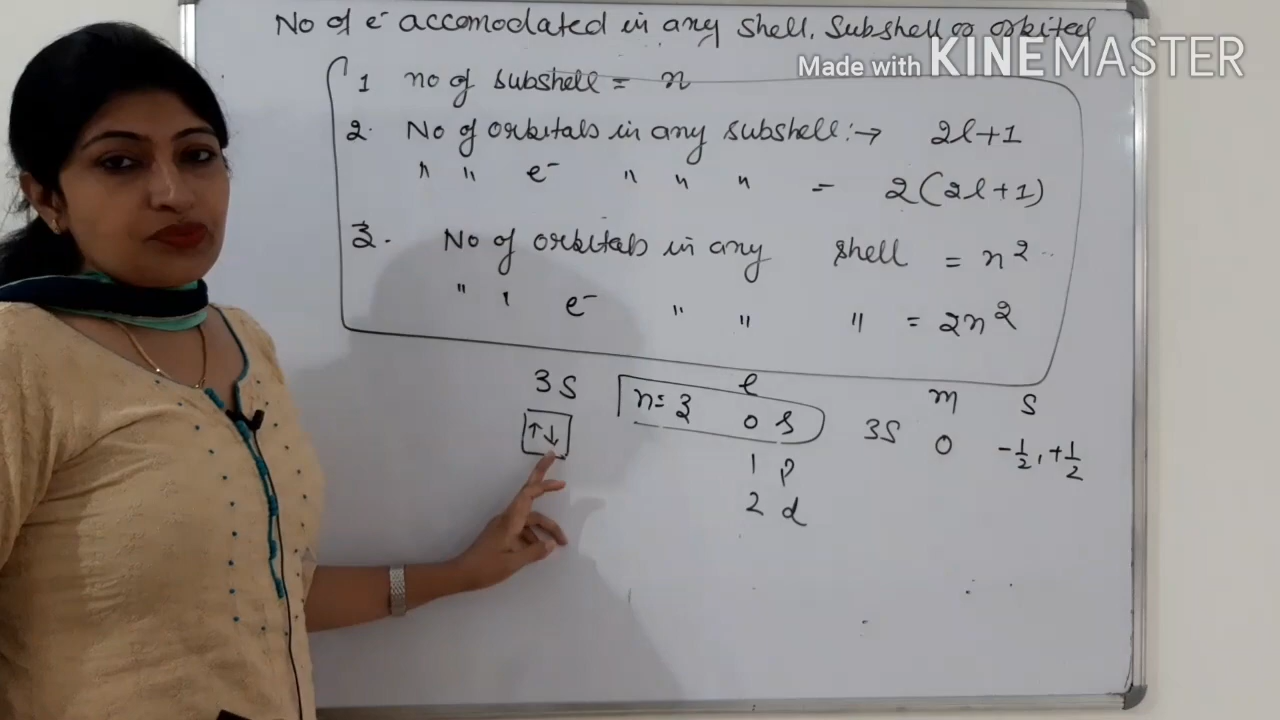 No of e⁻ accomodated in any shell, subshell or orbital
Made with KINEMASTER
1 no of subshell = n
2. No of orbitals in any subshell :→ 2l+1
" " e⁻ " " " = 2(2l+1)
3. No of orbitals in any shell = n²
" " e⁻ " " " = 2n²
3S n=3 l m s
↑↓ 0 s 3S 0 -1/2, +1/2
1 p
2 d